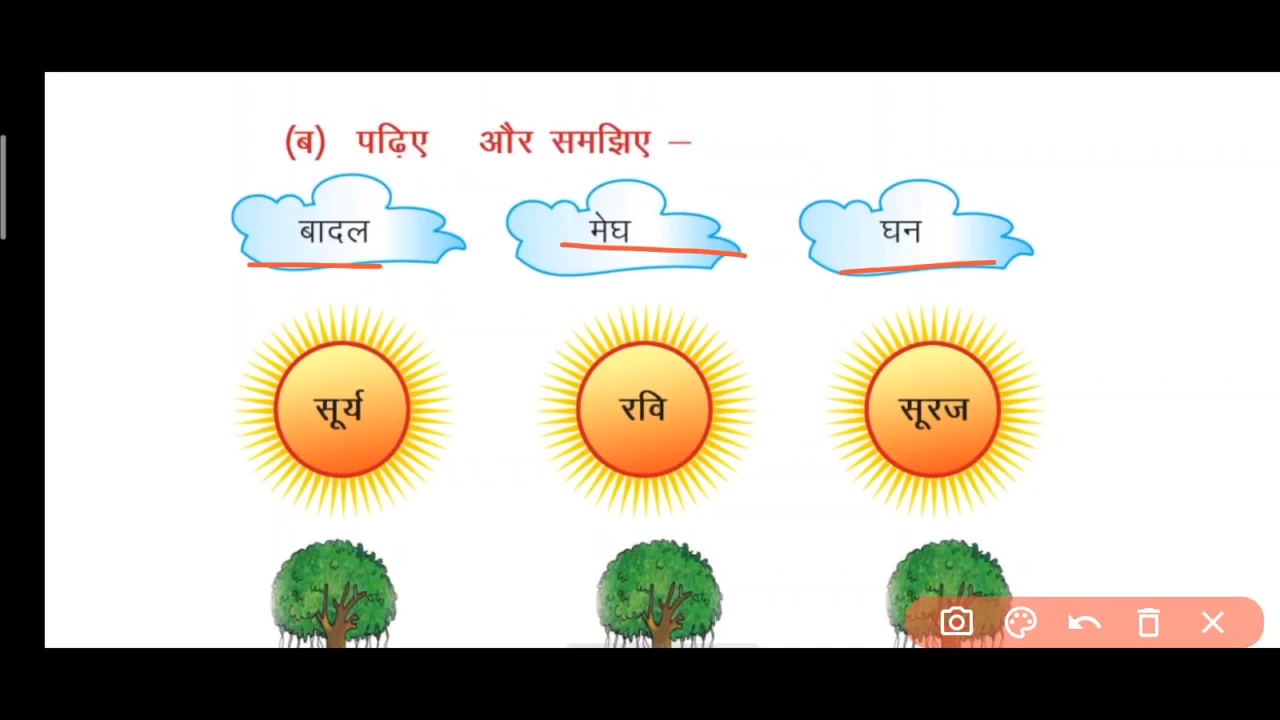 (ब) पढ़िए और समझिए –
बादल मेघ घन
सूर्य रवि सूरज